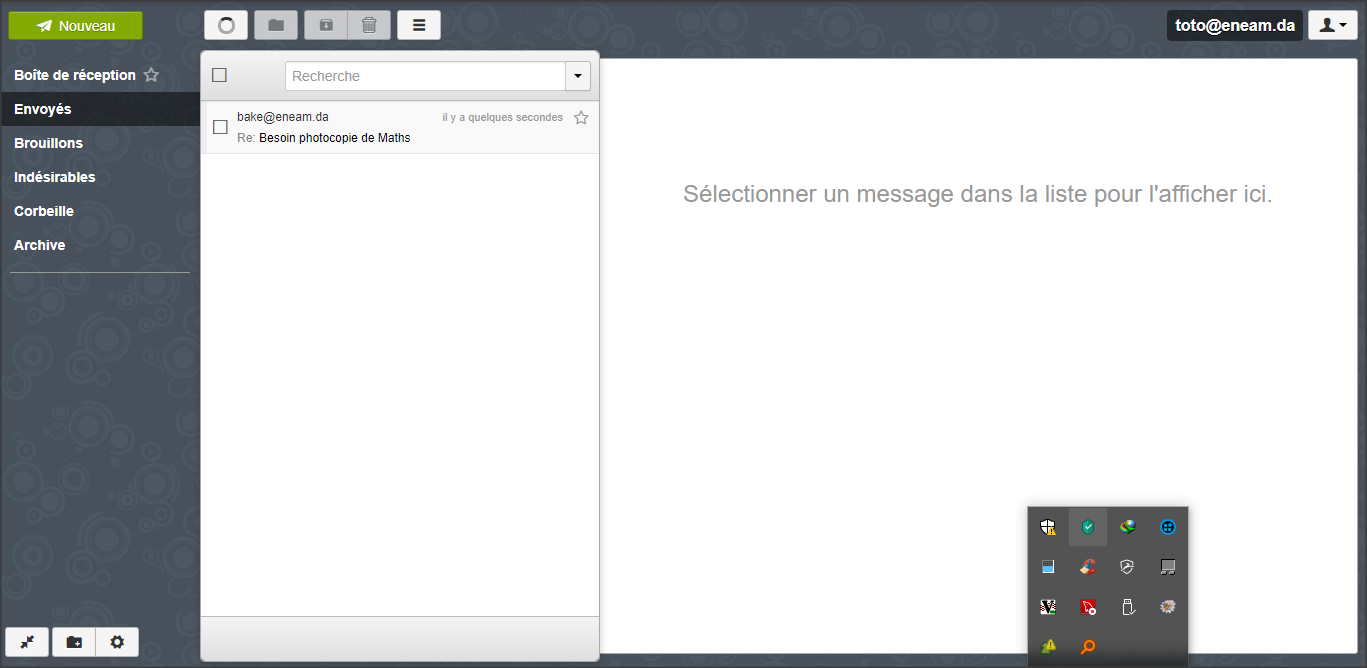 Nouveau
toto@eneam.da
Boîte de réception
Envoyés
Brouillons
Indésirables
Corbeille
Archive
Recherche
bake@eneam.da il y a quelques secondes
Re: Besoin photocopie de Maths
Sélectionner un message dans la liste pour l'afficher ici.